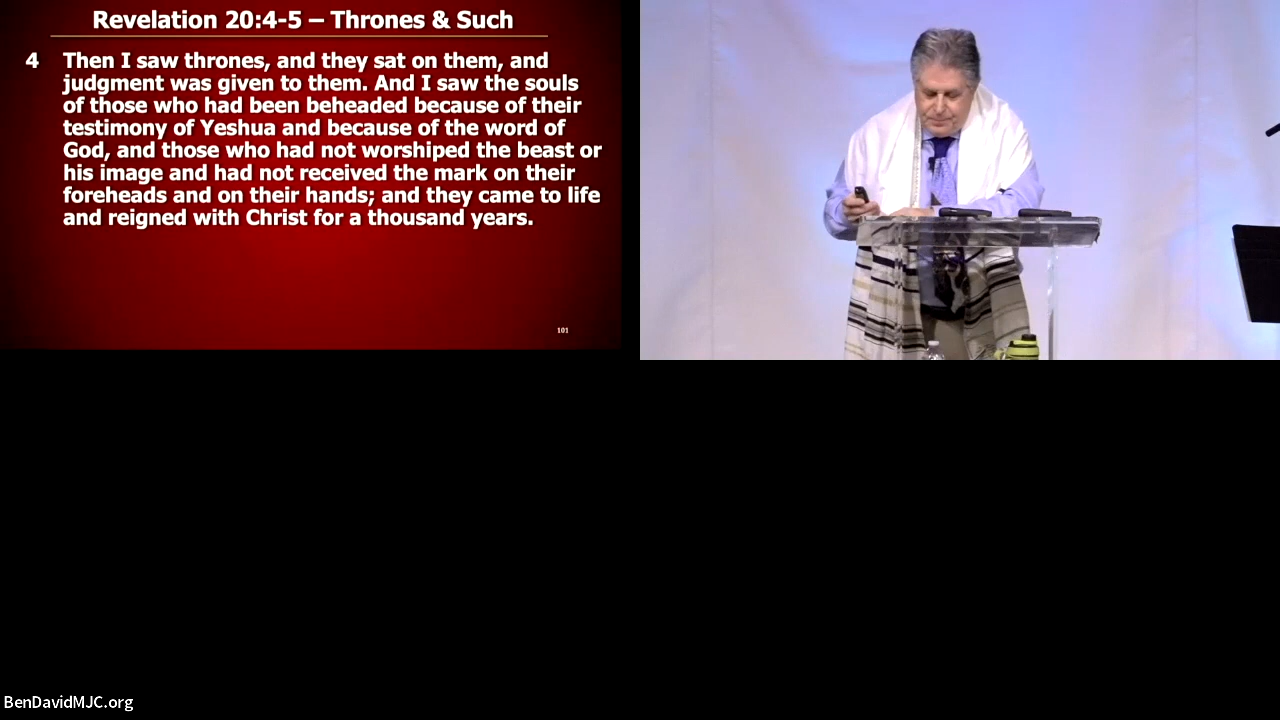 Revelation 20:4-5 – Thrones & Such
4 Then I saw thrones, and they sat on them, and
judgment was given to them. And I saw the souls
of those who had been beheaded because of their
testimony of Yeshua and because of the word of
God, and those who had not worshiped the beast or
his image and had not received the mark on their
foreheads and on their hands; and they came to life
and reigned with Christ for a thousand years.
101
BenDavidMJC.org